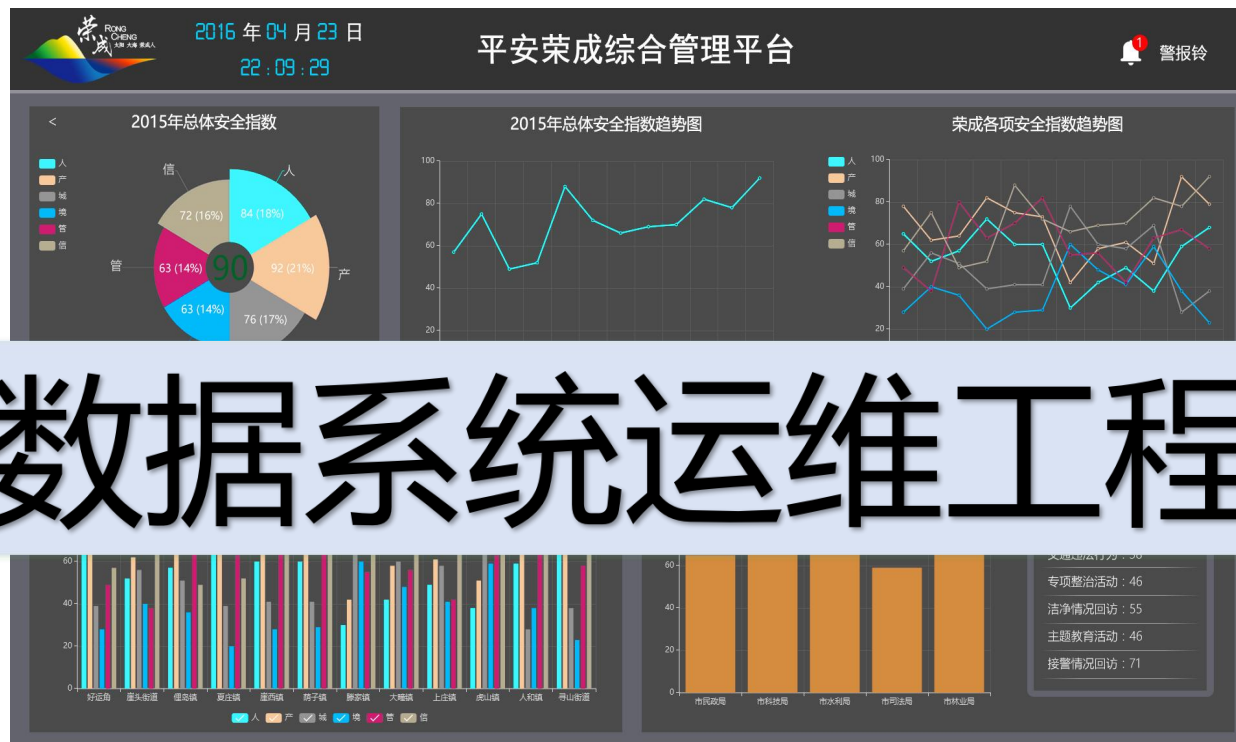 荣成
RONG
CHENG
2016 年 04 月 23 日
22 : 09 : 29
平安荣成综合管理平台
1
警报铃
<
2015年总体安全指数
人
产
城
境
管
信
信
人
管
产
72 (16%)
84 (18%)
63 (14%)
90
92 (21%)
63 (14%)
76 (17%)
2015年总体安全指数趋势图
100
80
60
40
20
荣成各项安全指数趋势图
人
产
城
境
管
信
100
80
60
40
20
数据系统运维工程
60
40
20
0
好运角 崖头街道 俚岛镇 夏庄镇 崖西镇 荫子镇 滕家镇 大疃镇 上庄镇 虎山镇 人和镇 寻山街道
人 产 城 境 管 信
60
40
20
0
市民政局 市科技局 市水利局 市司法局 市林业局
专项整治活动：46
洁净情况回访：55
主题教育活动：46
接警情况回访：71